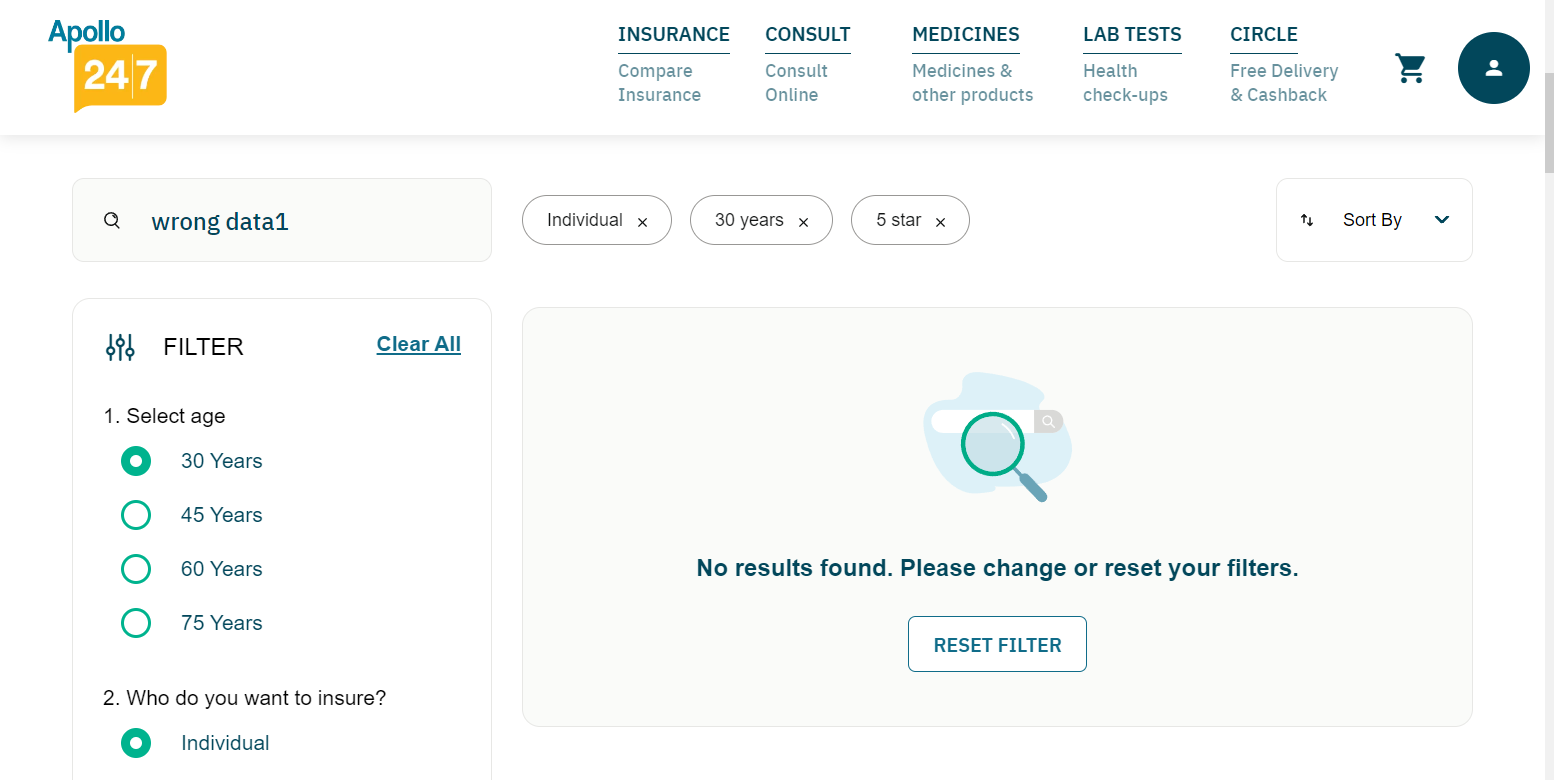 Apollo
24|7
INSURANCE
Compare
Insurance
CONSULT
Consult
Online
MEDICINES
Medicines &
other products
LAB TESTS
Health
check-ups
CIRCLE
Free Delivery
& Cashback
wrong data1
Individual ×
30 years ×
5 star ×
Sort By
FILTER
Clear All
1. Select age
30 Years
45 Years
60 Years
75 Years
2. Who do you want to insure?
Individual
No results found. Please change or reset your filters.
RESET FILTER